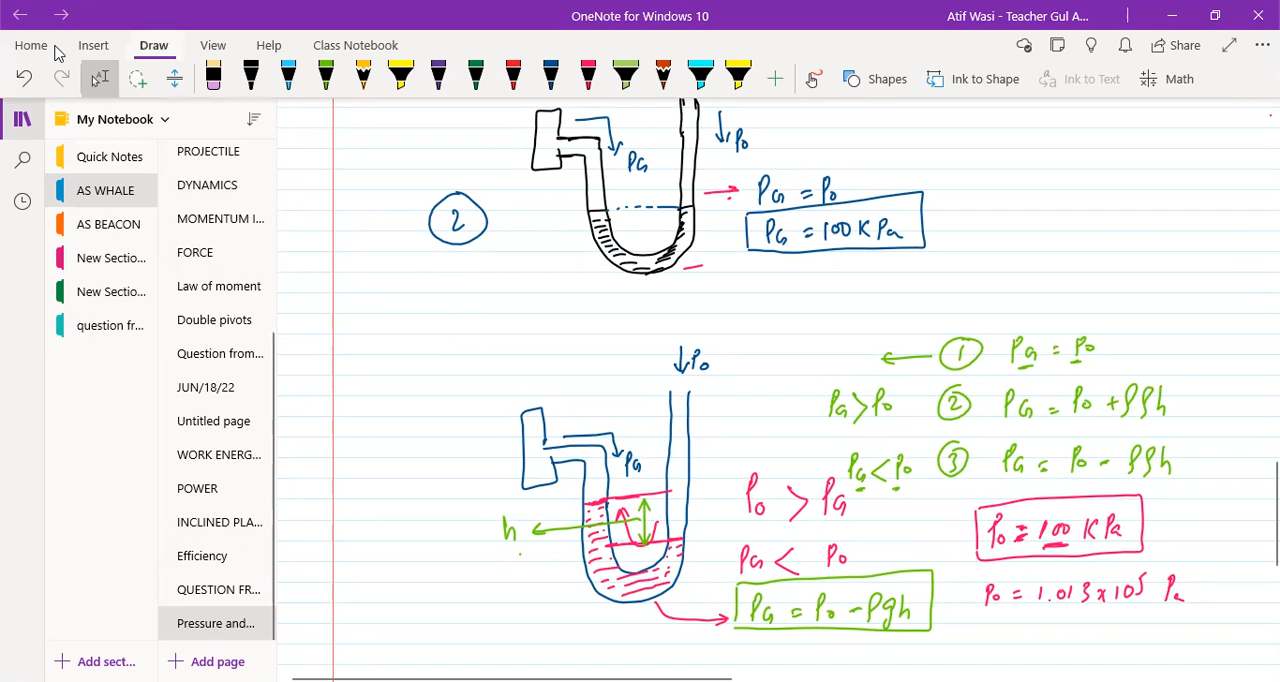 OneNote for Windows 10
Atif Wasi - Teacher Gul A...
Home Insert Draw View Help Class Notebook
Share
Shapes Ink to Shape Ink to Text Math
My Notebook
Quick Notes
AS WHALE
AS BEACON
New Sectio...
New Sectio...
question fr...
Add sect...
PROJECTILE
DYNAMICS
MOMENTUM I...
FORCE
Law of moment
Double pivots
Question from...
JUN/18/22
Untitled page
WORK ENERG...
POWER
INCLINED PLA...
Efficiency
QUESTION FR...
Pressure and...
Add page
PG
P0
2
PG = P0
PG = 100 K Pa
P0
PG
h
1 PG = P0
PG > P0 2 PG = P0 + ρgh
PG < P0 3 PG = P0 - ρgh
P0 > PG
PG < P0
PG = P0 - ρgh
P0 = 100 K Pa
P0 = 1.013 x 10^5 Pa